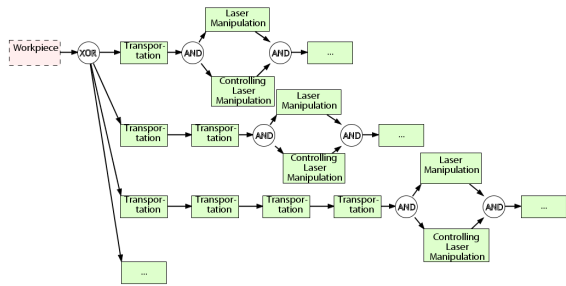 Laser
Manipulation
Workpiece
XOR
Transpor-
tation
AND
AND
...
Controlling
Laser
Manipulation
Laser
Manipulation
Transpor-
tation
Transpor-
tation
AND
AND
...
Controlling
Laser
Manipulation
Laser
Manipulation
Transpor-
tation
Transpor-
tation
Transpor-
tation
Transpor-
tation
AND
AND
...
Controlling
Laser
Manipulation
...